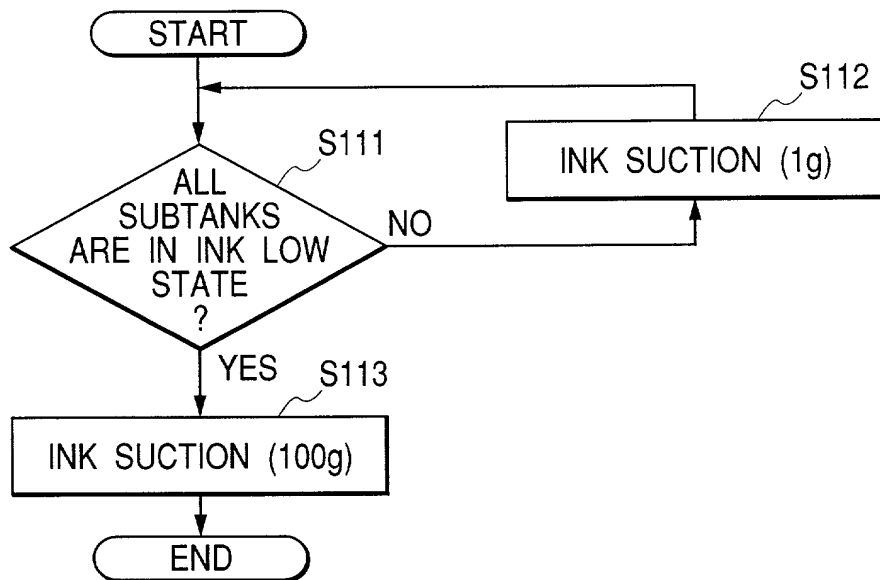 START
S112
INK SUCTION (1g)
S111
ALL
SUBTANKS
ARE IN INK LOW
STATE
?
NO
YES
S113
INK SUCTION (100g)
END